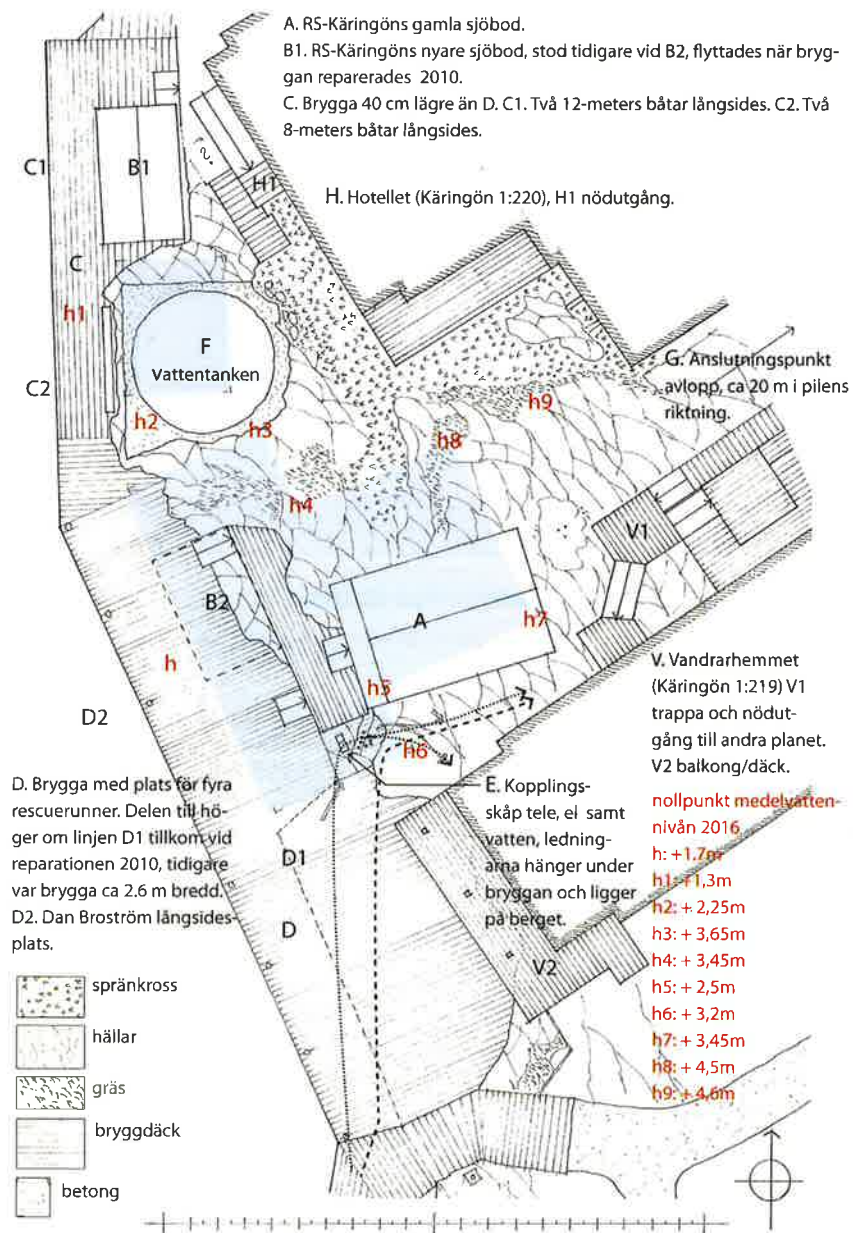 A. RS-Käringöns gamla sjöbod.
B1. RS-Käringöns nyare sjöbod, stod tidigare vid B2, flyttades när bryg-
gan reparerades 2010.
C. Brygga 40 cm lägre än D. C1. Två 12-meters båtar långsides. C2. Två
8-meters båtar långsides.
C1
B1
H1
H. Hotellet (Käringön 1:220), H1 nödutgång.
C
h1
F
Vattentanken
C2
h2
h3
h9
h8
G. Anslutningspunkt
avlopp, ca 20 m i pilens
riktning.
h4
V1
B2
A
h7
h
h5
D2
h6
V. Vandrarhemmet
(Käringön 1:219) V1
trappa och nödut-
gång till andra planet.
V2 balkong/däck.
D. Brygga med plats för fyra
rescuerunner. Delen till hö-
ger om linjen D1 tillkom vid
reparationen 2010, tidigare
var brygga ca 2.6 m bredd.
D2. Dan Broström långsides-
plats.
E. Kopplings-
skåp tele, el samt
vatten, ledning-
arna hänger under
bryggan och ligger
på berget.
D1
D
V2
nollpunkt medelvatten-
nivån 2016
h: +1.7m
h1: +1,3m
h2: + 2,25m
h3: + 3,65m
h4: + 3,45m
h5: + 2,5m
h6: + 3,2m
h7: + 3,45m
h8: + 4,5m
h9: + 4,6m
spränkross
hällar
gräs
bryggdäck
betong